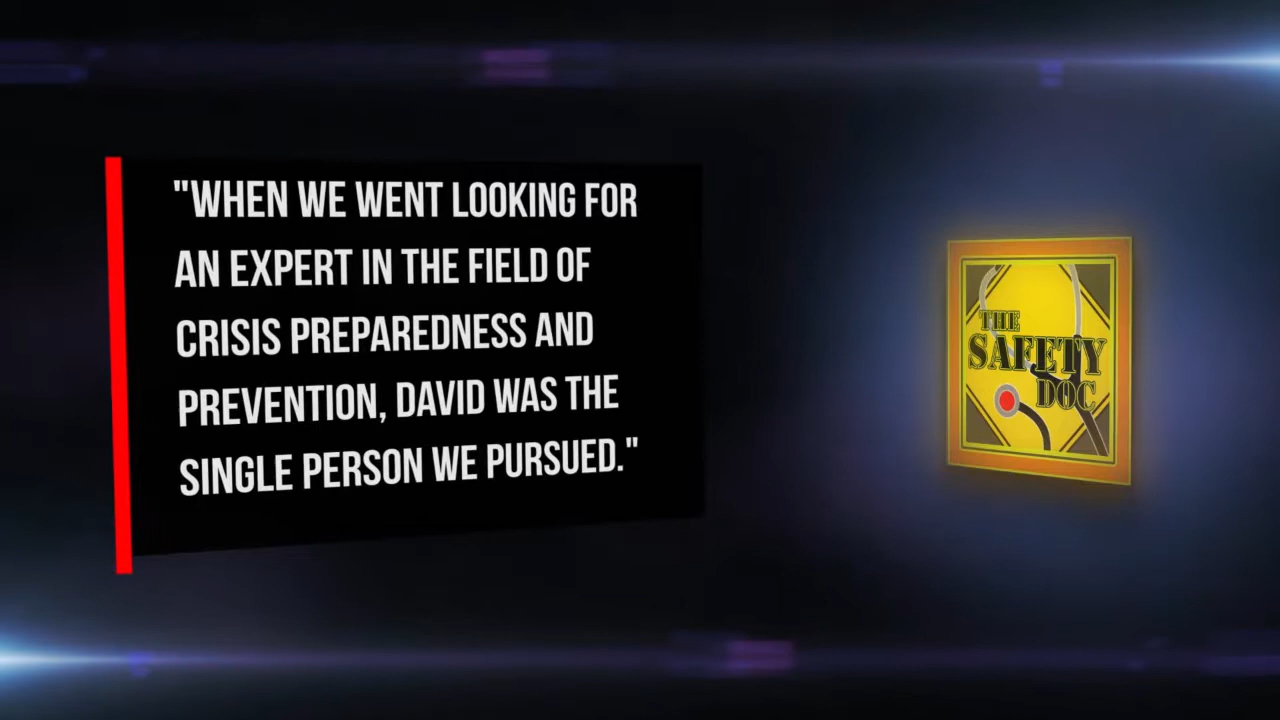 "WHEN WE WENT LOOKING FOR
AN EXPERT IN THE FIELD OF
CRISIS PREPAREDNESS AND
PREVENTION, DAVID WAS THE
SINGLE PERSON WE PURSUED."
THE
SAFETY
DOC